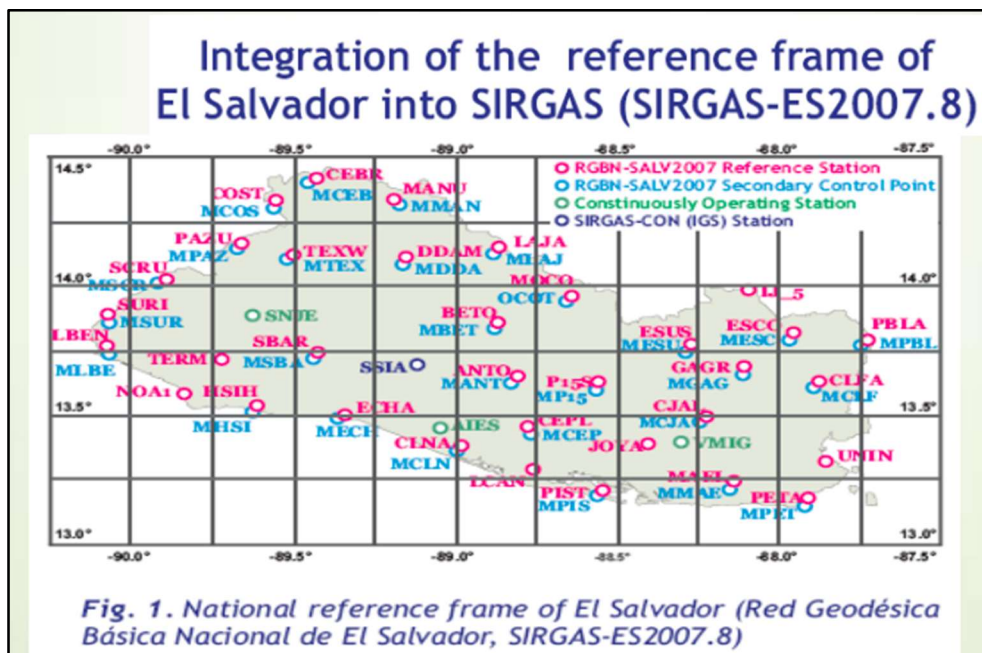 Integration of the reference frame of
El Salvador into SIRGAS (SIRGAS-ES2007.8)
-90.0° -89.5° -89.0° -88.5° -88.0° -87.5°
14.5°
RGBN-SALV2007 Reference Station
RGBN-SALV2007 Secondary Control Point
Constinuously Operating Station
SIRGAS-CON (IGS) Station
CEBR
MCEB
COST
MCOS
MANU
MMAN
PAZU
MPAZ
TEXW
MTEX
DDAM
MDDA
LAJA
MLAJ
SCRU
MSCR
14.0°
MOCO
OCOT
SURI
MSUR
SNJE
BETO
MBET
LBEN
MLBE
TERM
SBAR
MSBA
SSIA
ESUS
MESU
ESCO
MESC
PBLA
MPBL
ANTO
MANT
P15S
MP15
GAGR
MGAG
CLFA
MCLF
NOA1
HSIH
MHSI
13.5°
ECHA
MECH
AIES
CEPL
MCEP
CJAL
MCJA
JOYA
VMIG
CLNA
MCLN
UNIN
LCAN
PIST
MPIS
MAEL
MMAE
PETA
MPET
13.0°
-90.0° -89.5° -89.0° -88.5° -88.0° -87.5°
Fig. 1. National reference frame of El Salvador (Red Geodésica
Básica Nacional de El Salvador, SIRGAS-ES2007.8)